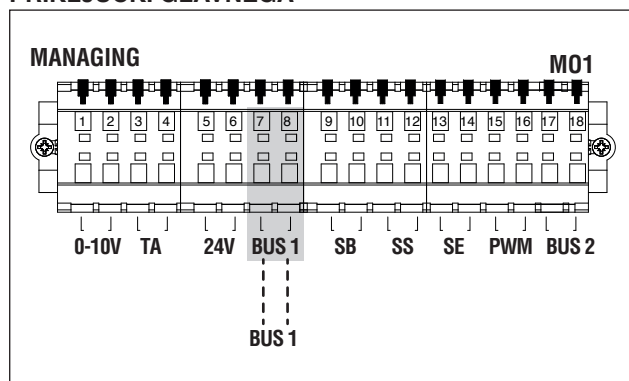 MANAGING
M01
1 2 3 4 5 6 7 8 9 10 11 12 13 14 15 16 17 18
0-10V TA 24V BUS 1 SB SS SE PWM BUS 2
BUS 1